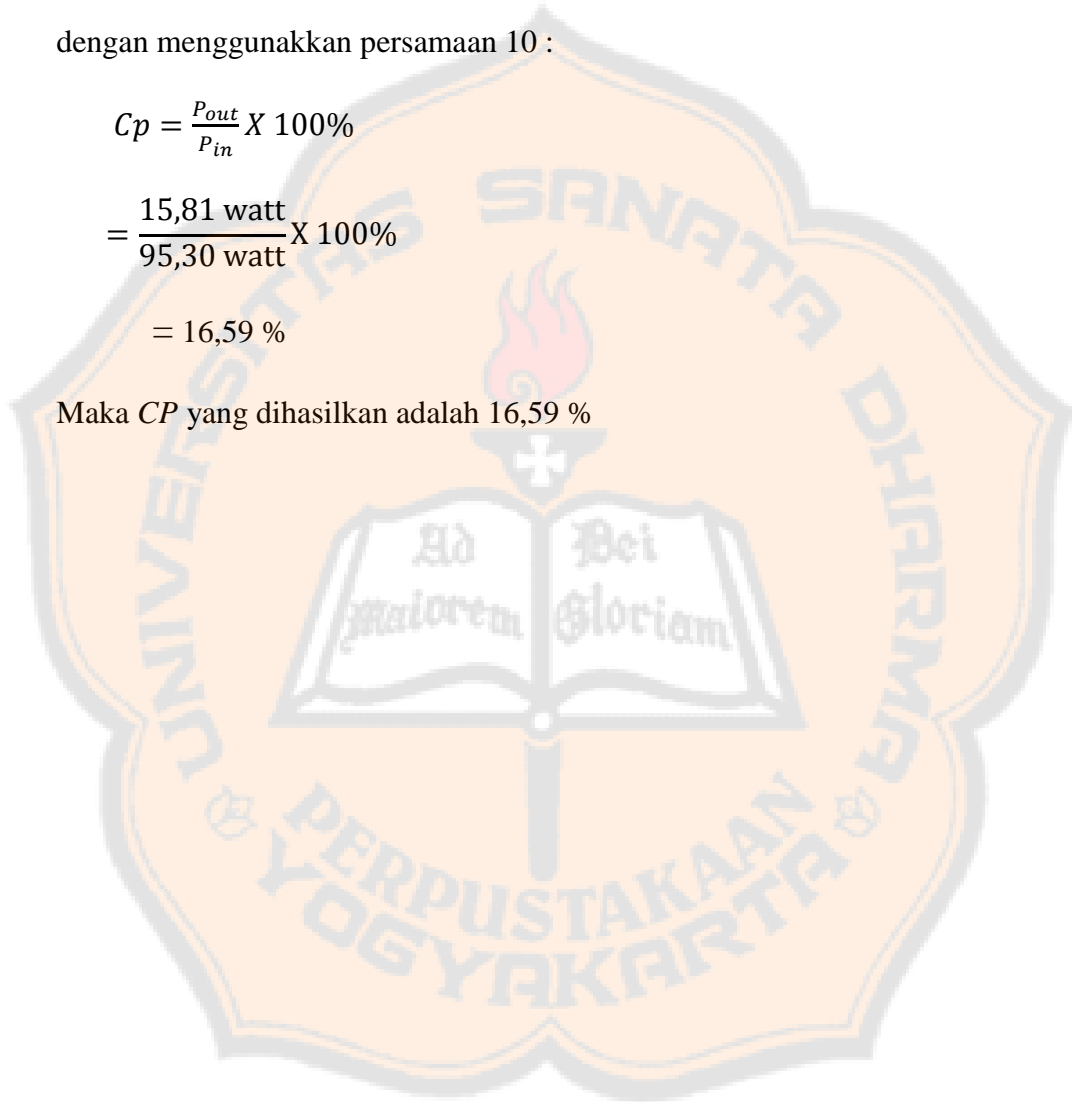 dengan menggunakkan persamaan 10 :
Cp = P_out / P_in X 100%
= 15,81 watt / 95,30 watt X 100%
= 16,59 %
Maka CP yang dihasilkan adalah 16,59 %
UNIVERSITAS SANATA DHARMA
Ad Dei
Maiorem Gloriam
PERPUSTAKAAN
YOGYAKARTA